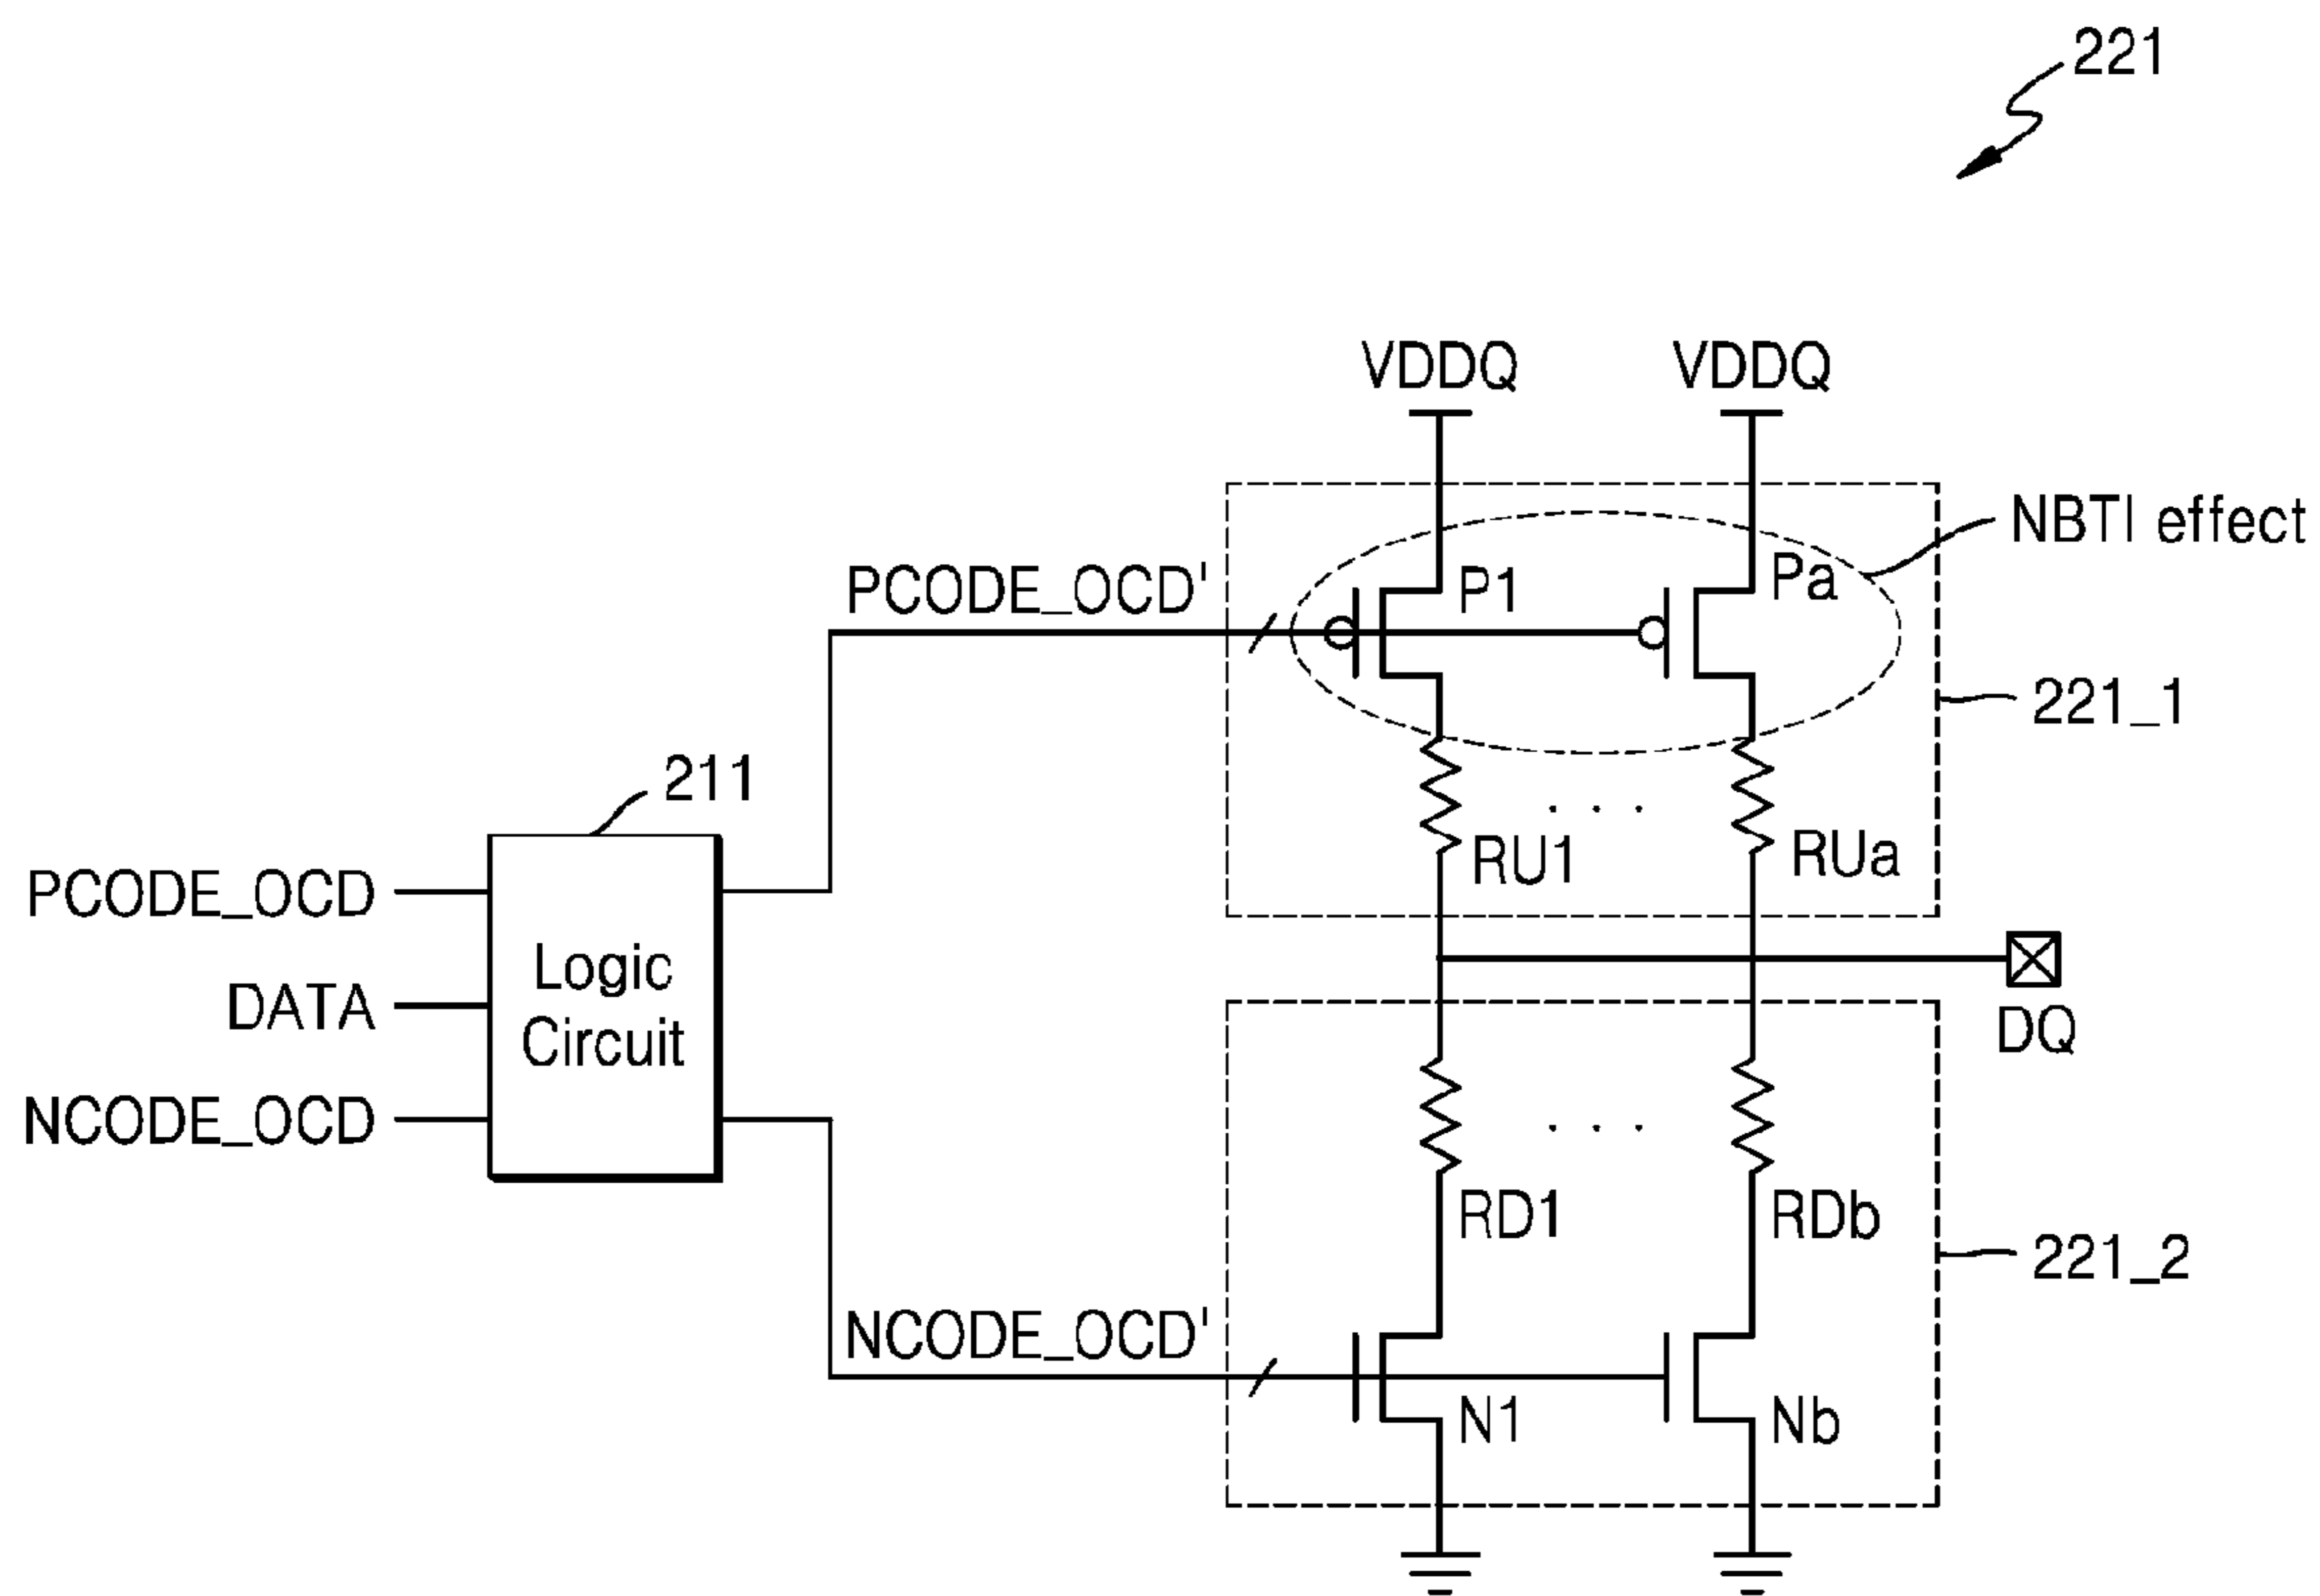 221
VDDQ VDDQ
NBTI effect
PCODE_OCD' P1 Pa
221_1
211
RU1 RUa
PCODE_OCD
Logic
Circuit
DATA
DQ
NCODE_OCD
RD1 RDb
221_2
NCODE_OCD'
N1 Nb